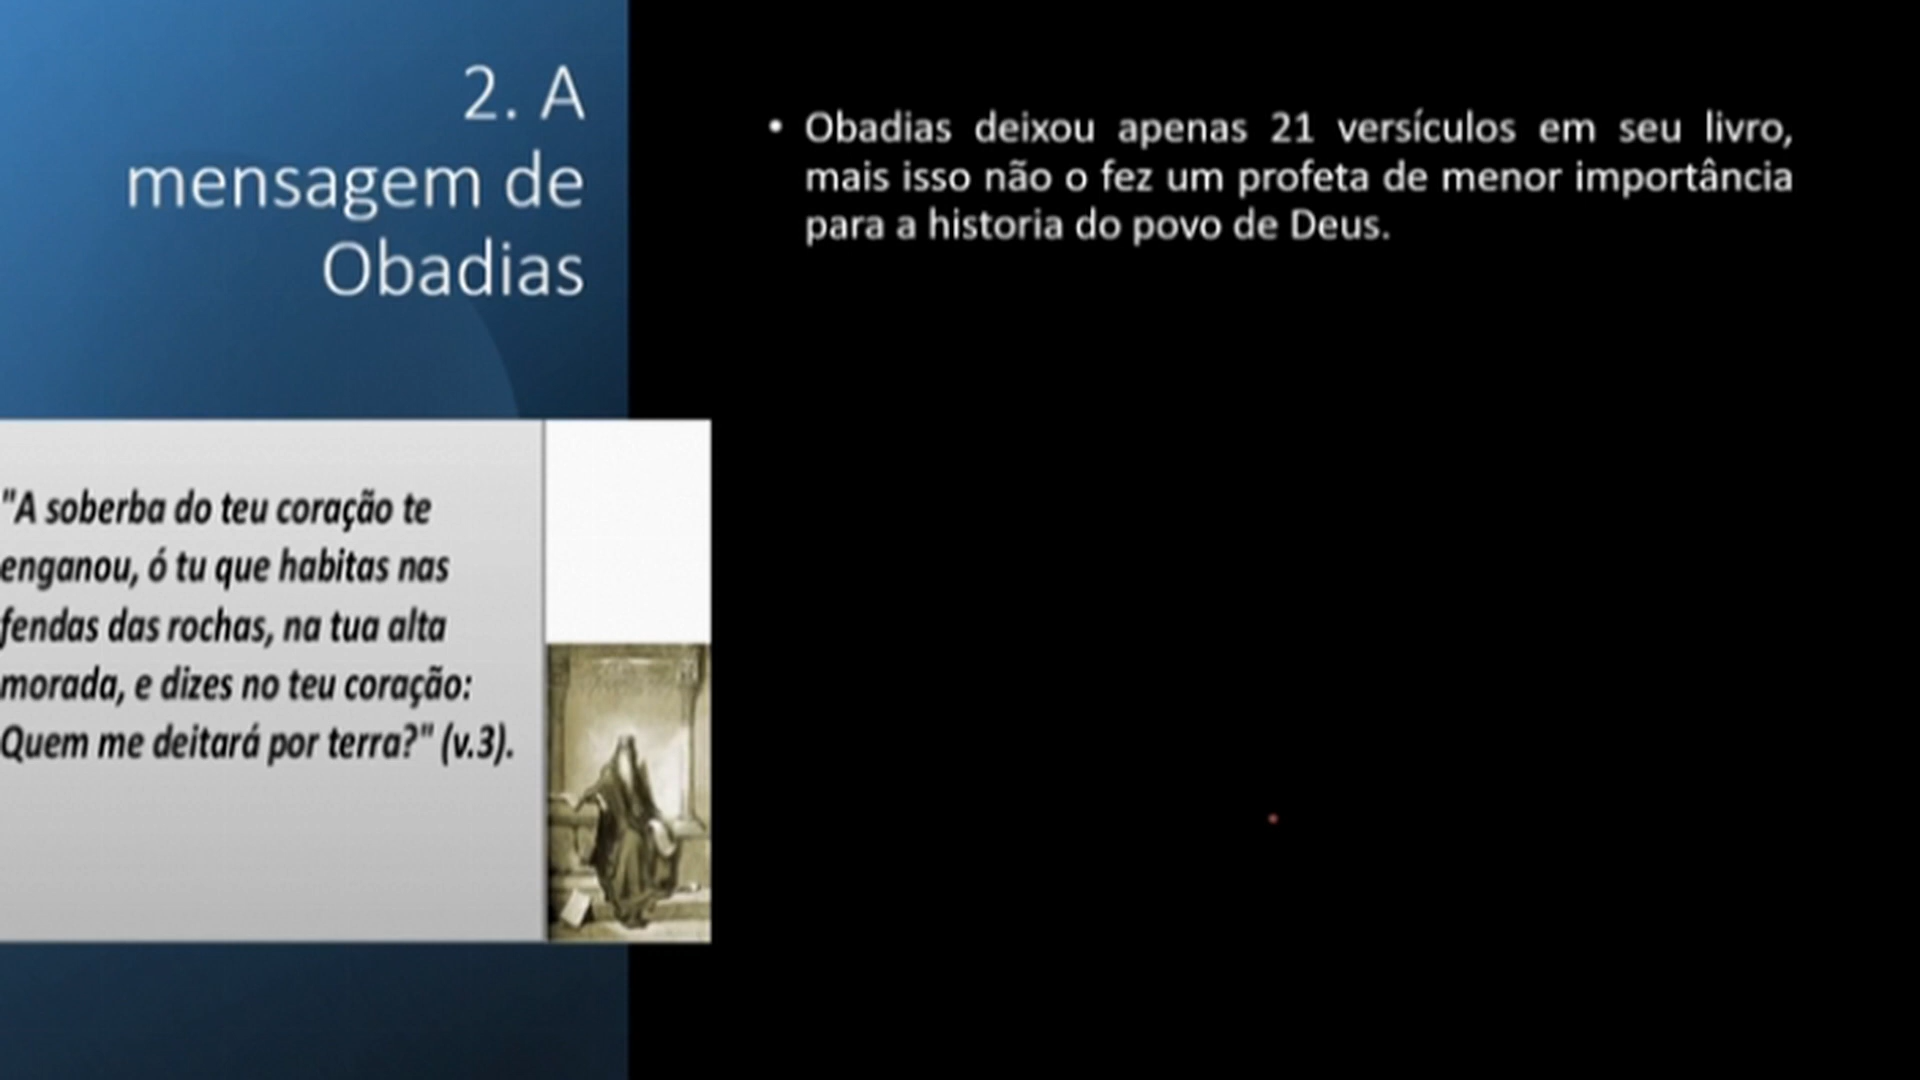 2. A
mensagem de
Obadias
• Obadias deixou apenas 21 versículos em seu livro,
mais isso não o fez um profeta de menor importância
para a historia do povo de Deus.
"A soberba do teu coração te
enganou, ó tu que habitas nas
fendas das rochas, na tua alta
morada, e dizes no teu coração:
Quem me deitará por terra?" (v.3).